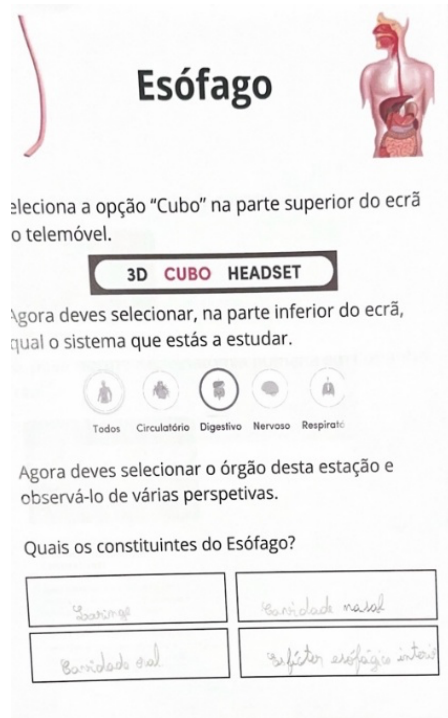 Esófago
eleciona a opção “Cubo” na parte superior do ecrã
o telemóvel.
3D CUBO HEADSET
Agora deves selecionar, na parte inferior do ecrã,
qual o sistema que estás a estudar.
Todos Circulatório Digestivo Nervoso Respirató
Agora deves selecionar o órgão desta estação e
observá-lo de várias perspetivas.
Quais os constituintes do Esófago?
Laringe
Cavidade nasal
Cavidade oral
Esfícter esofágico